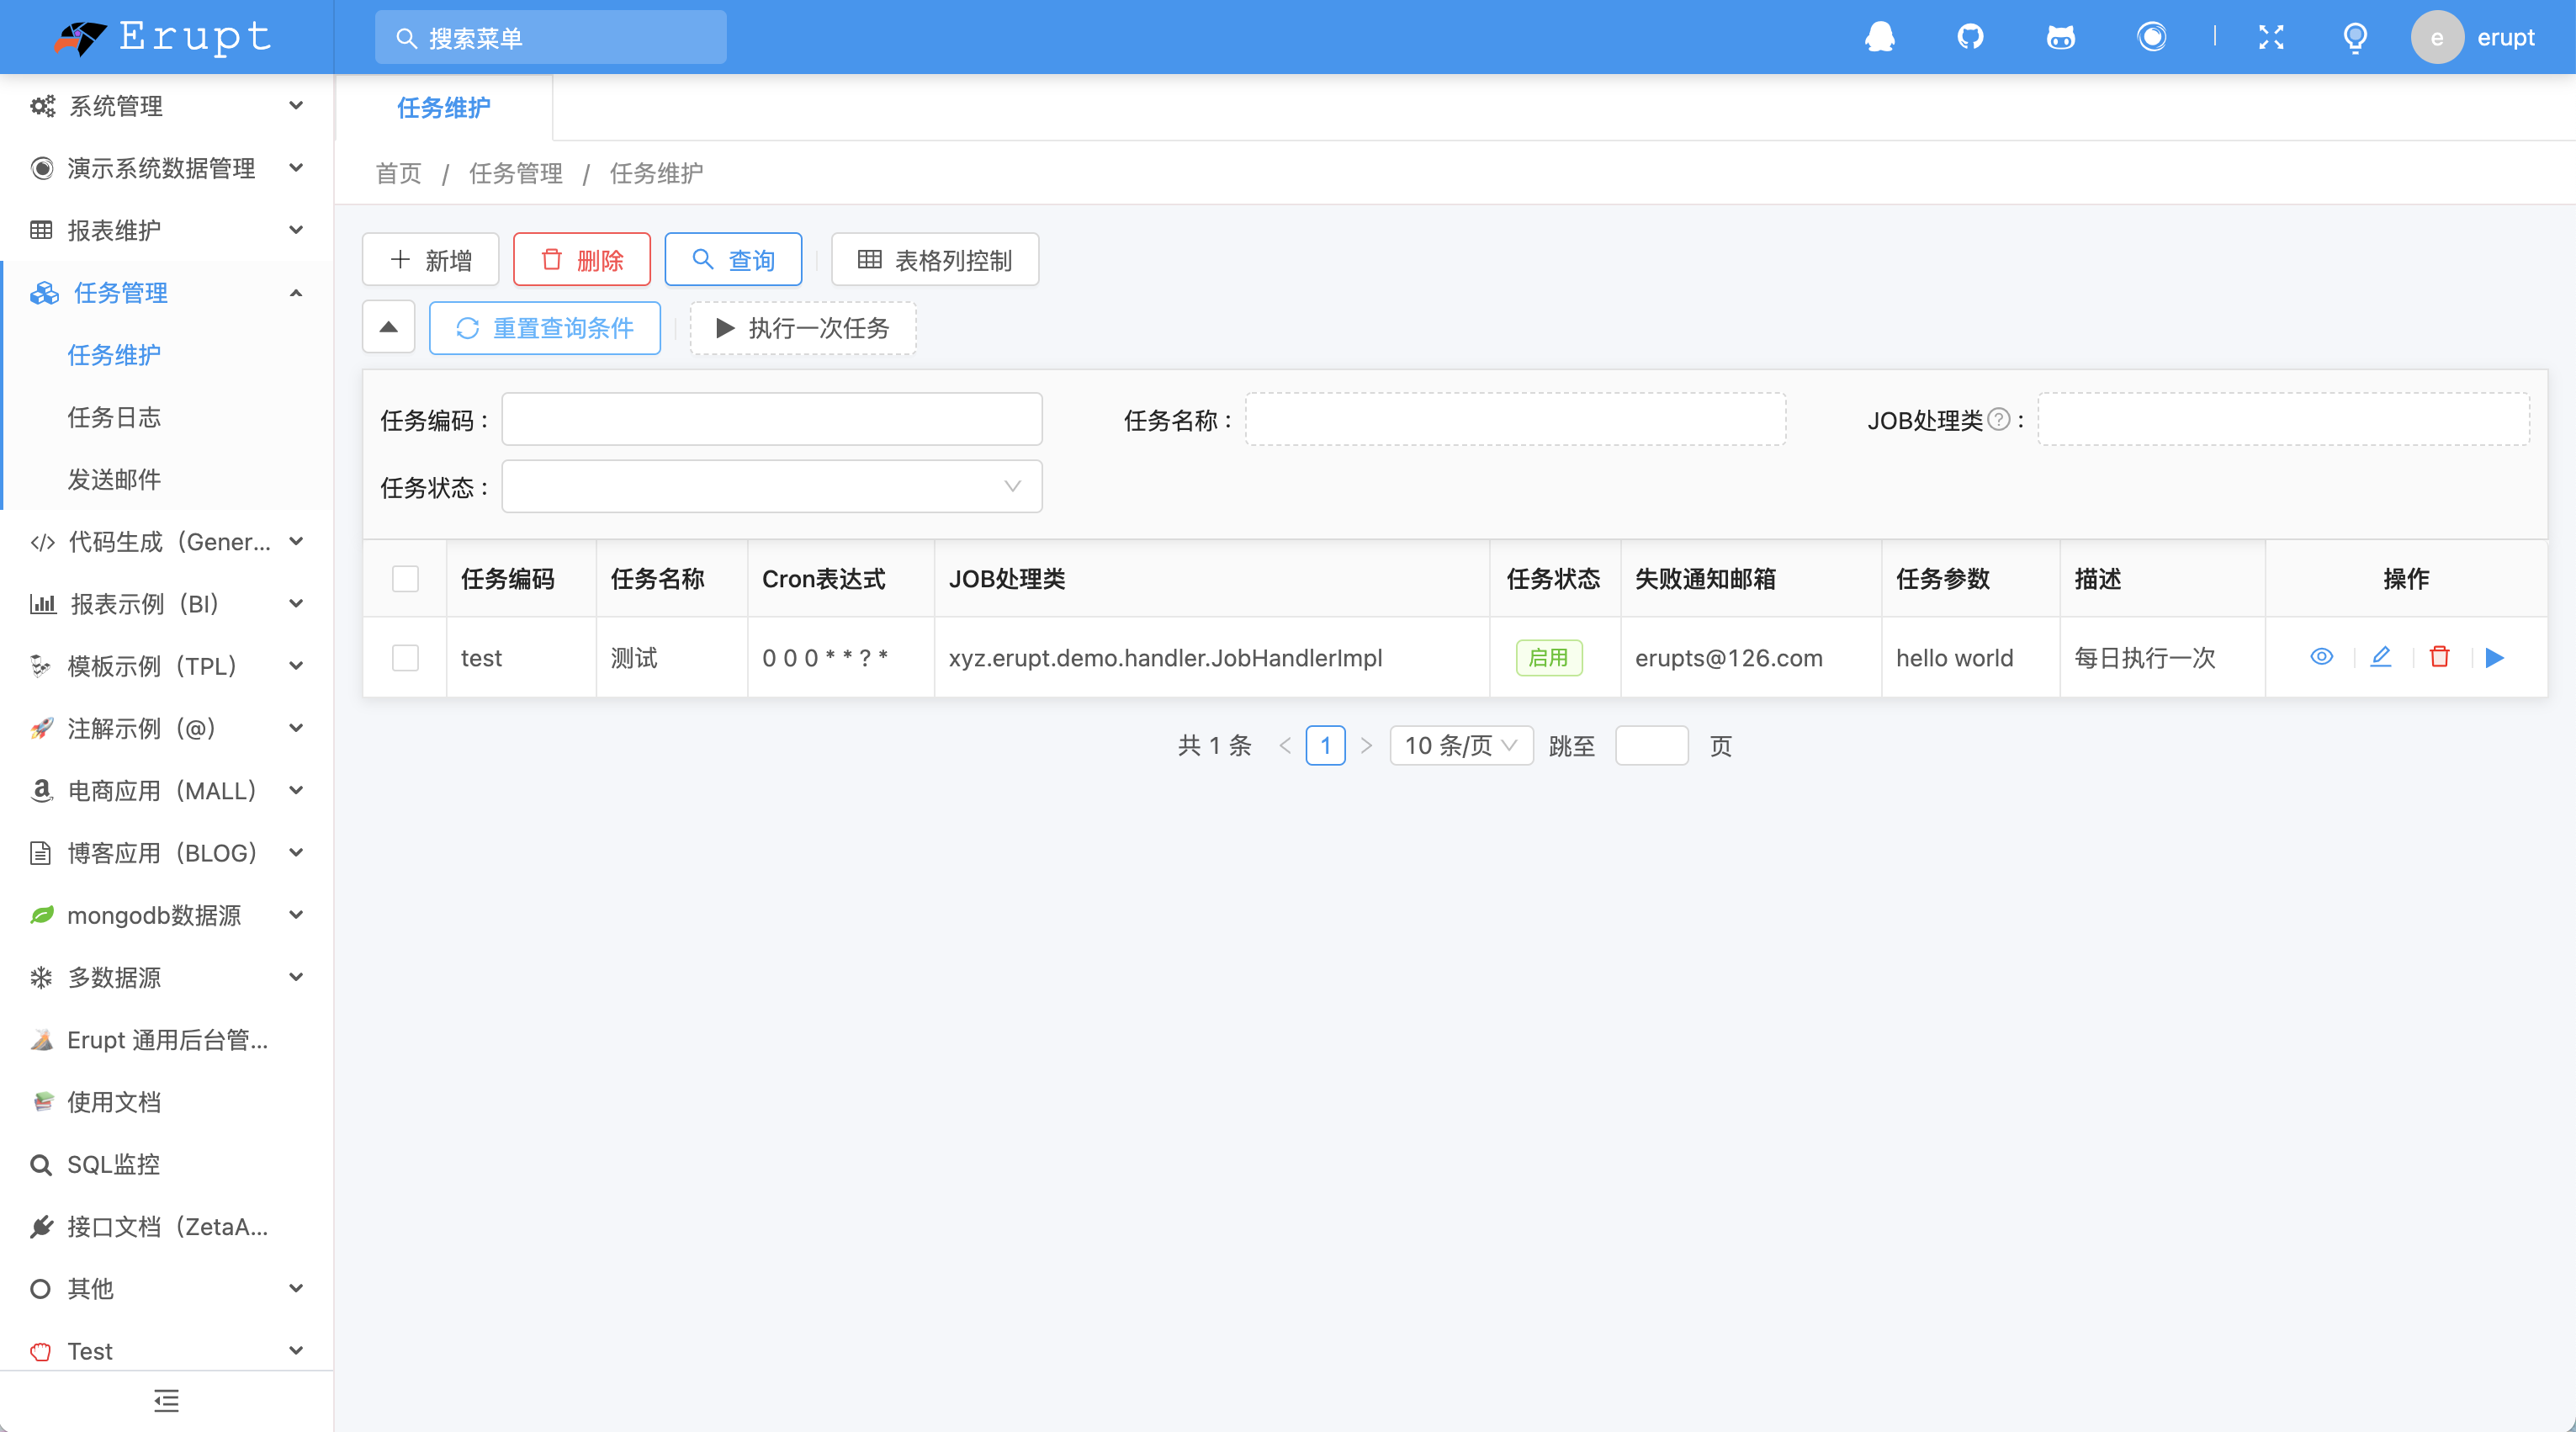 Erupt
搜索菜单
e erupt
系统管理
演示系统数据管理
报表维护
任务管理
任务维护
任务日志
发送邮件
代码生成（Gener...
报表示例（BI）
模板示例（TPL）
注解示例（@）
电商应用（MALL）
博客应用（BLOG）
mongodb数据源
多数据源
Erupt 通用后台管...
使用文档
SQL监控
接口文档（ZetaA...
其他
Test
任务维护
首页 / 任务管理 / 任务维护
新增 删除 查询 表格列控制
重置查询条件 执行一次任务
任务编码： 任务名称： JOB处理类?：
任务状态：
任务编码 任务名称 Cron表达式 JOB处理类 任务状态 失败通知邮箱 任务参数 描述 操作
test 测试 0 0 0 * * ? * xyz.erupt.demo.handler.JobHandlerImpl 启用 erupts@126.com hello world 每日执行一次
共 1 条 < 1 > 10 条/页 跳至 页